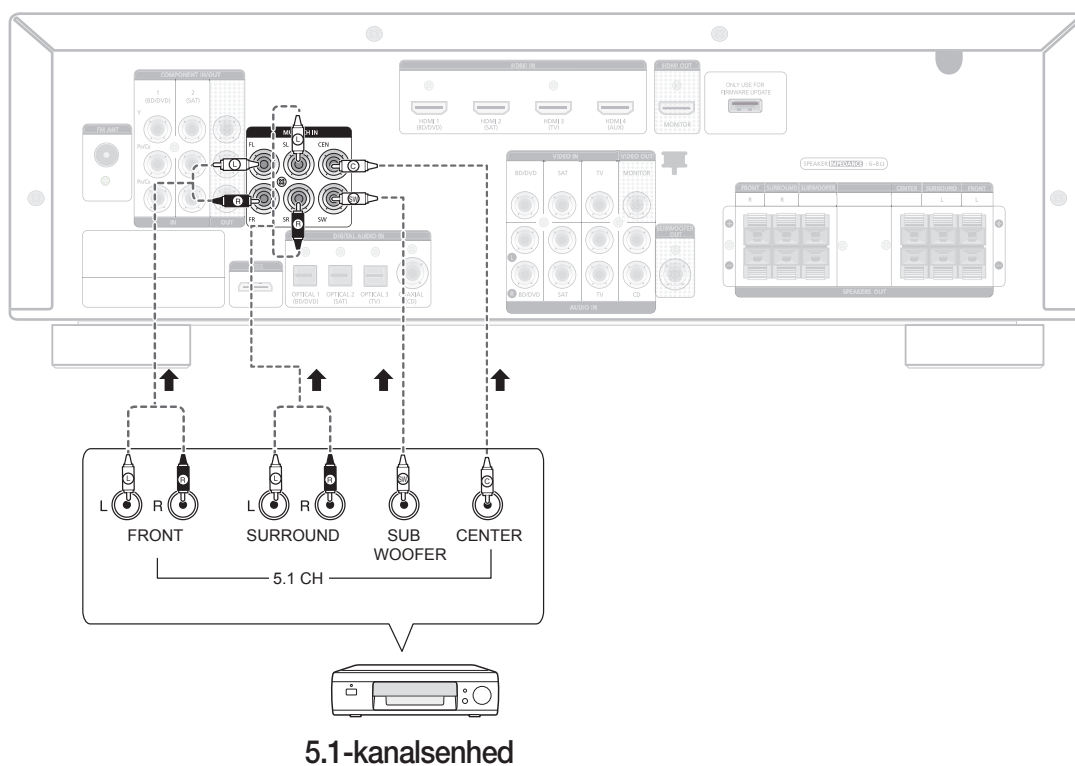 COMPONENT IN/OUT
1 (BD/DVD)
2 (SAT)
Y
PB/CB
PR/CR
IN
OUT
FM ANT
FL
SL
CEN
L
L
C
R
R
SW
FR
SR
SW
DIGITAL AUDIO IN
OPTICAL 1 (BD/DVD)
OPTICAL 2 (SAT)
OPTICAL 3 (TV)
HDMI IN
HDMI 1 (BD/DVD)
HDMI 2 (SAT)
HDMI 3 (TV)
HDMI 4 (AUX)
HDMI OUT
MONITOR
ONLY USE FOR
FIRMWARE UPDATE
VIDEO IN
VIDEO OUT
BD/DVD
SAT
TV
MONITOR
L
R
BD/DVD
SAT
TV
CD
AUDIO IN
SUBWOOFER OUT
SPEAKER IMPEDANCE : 6-8Ω
FRONT
SURROUND
SUBWOOFER
CENTER
SURROUND
FRONT
R
R
L
L
SPEAKERS OUT
L
R
L
R
SW
C
L
R
L
R
FRONT
SURROUND
SUB
WOOFER
CENTER
5.1 CH
5.1-kanalsenhed